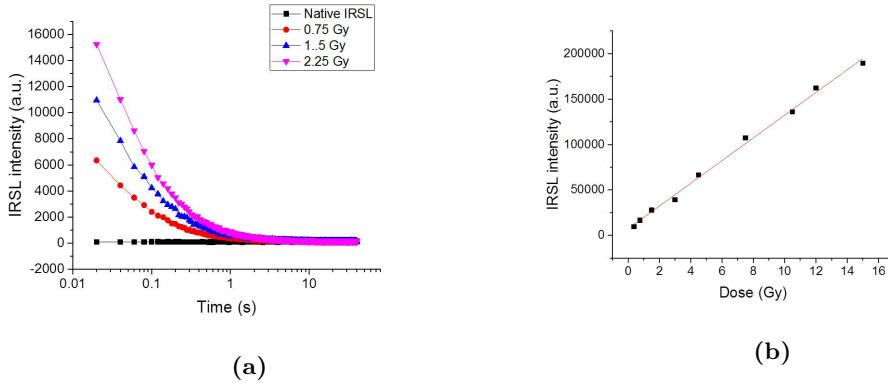 Native IRSL
0.75 Gy
1..5 Gy
2.25 Gy
16000
14000
12000
10000
8000
6000
4000
2000
0
-2000
IRSL intensity (a.u.)
0.01
0.1
1
10
Time (s)
(a)
200000
150000
100000
50000
0
IRSL intensity (a.u.)
0
2
4
6
8
10
12
14
16
Dose (Gy)
(b)